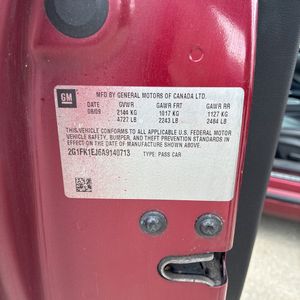 GM
MFG BY GENERAL MOTORS OF CANADA LTD.
DATE GVWR GAWR FRT GAWR RR
08/09 2144 KG 1017 KG 1127 KG
4727 LB 2243 LB 2484 LB
THIS VEHICLE CONFORMS TO ALL APPLICABLE U.S. FEDERAL MOTOR
VEHICLE SAFETY, BUMPER, AND THEFT PREVENTION STANDARDS IN
EFFECT ON THE DATE OF MANUFACTURE SHOWN ABOVE.
2G1FK1EJ6A9140713 TYPE: PASS CAR